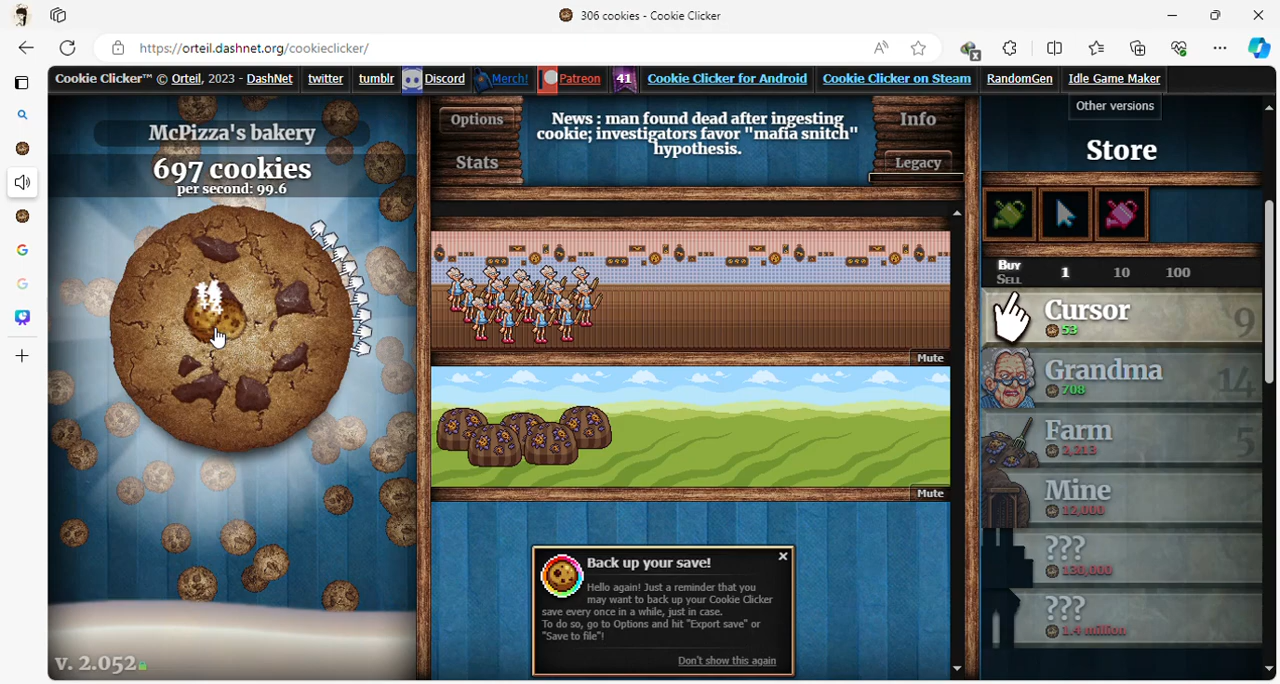 306 cookies - Cookie Clicker
https://orteil.dashnet.org/cookieclicker/
Cookie Clicker™ © Orteil, 2023 - DashNet
twitter
tumblr
Discord
Merch!
Patreon
41
Cookie Clicker for Android
Cookie Clicker on Steam
RandomGen
Idle Game Maker
McPizza's bakery
697 cookies
per second: 99.6
v. 2.052
Options
Stats
News : man found dead after ingesting
cookie; investigators favor "mafia snitch"
hypothesis.
Info
Legacy
Mute
Mute
Back up your save!
Hello again! Just a reminder that you
may want to back up your Cookie Clicker
save every once in a while, just in case.
To do so, go to Options and hit "Export save" or
"Save to file"!
Don't show this again
Other versions
Store
Buy
Sell
1
10
100
Cursor
53
9
Grandma
708
14
Farm
2,213
5
Mine
12,000
???
130,000
???
1.4 million